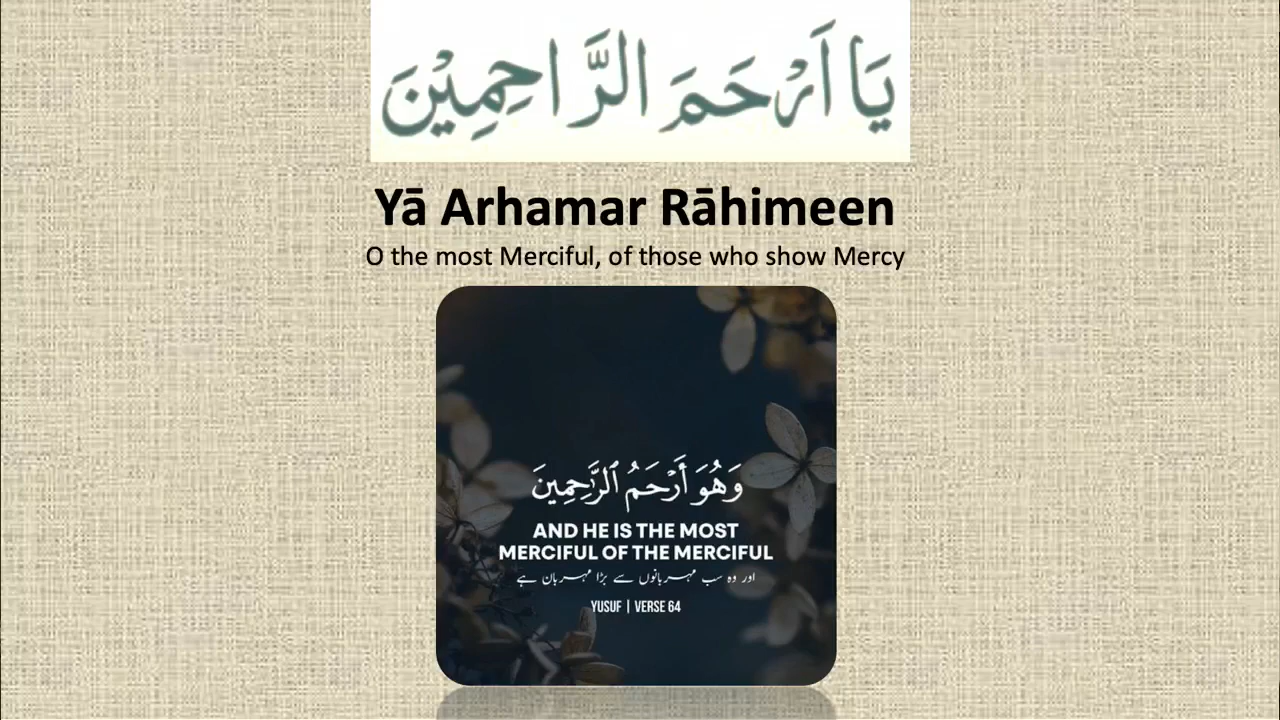 يَا اَرْحَمَ الرَّاحِمِيْنَ
Yā Arhamar Rāhimeen
O the most Merciful, of those who show Mercy
وَهُوَ أَرْحَمُ ٱلرَّٰحِمِينَ
AND HE IS THE MOST
MERCIFUL OF THE MERCIFUL
اور وہ سب مہربانوں سے بڑا مہربان ہے
YUSUF | VERSE 64